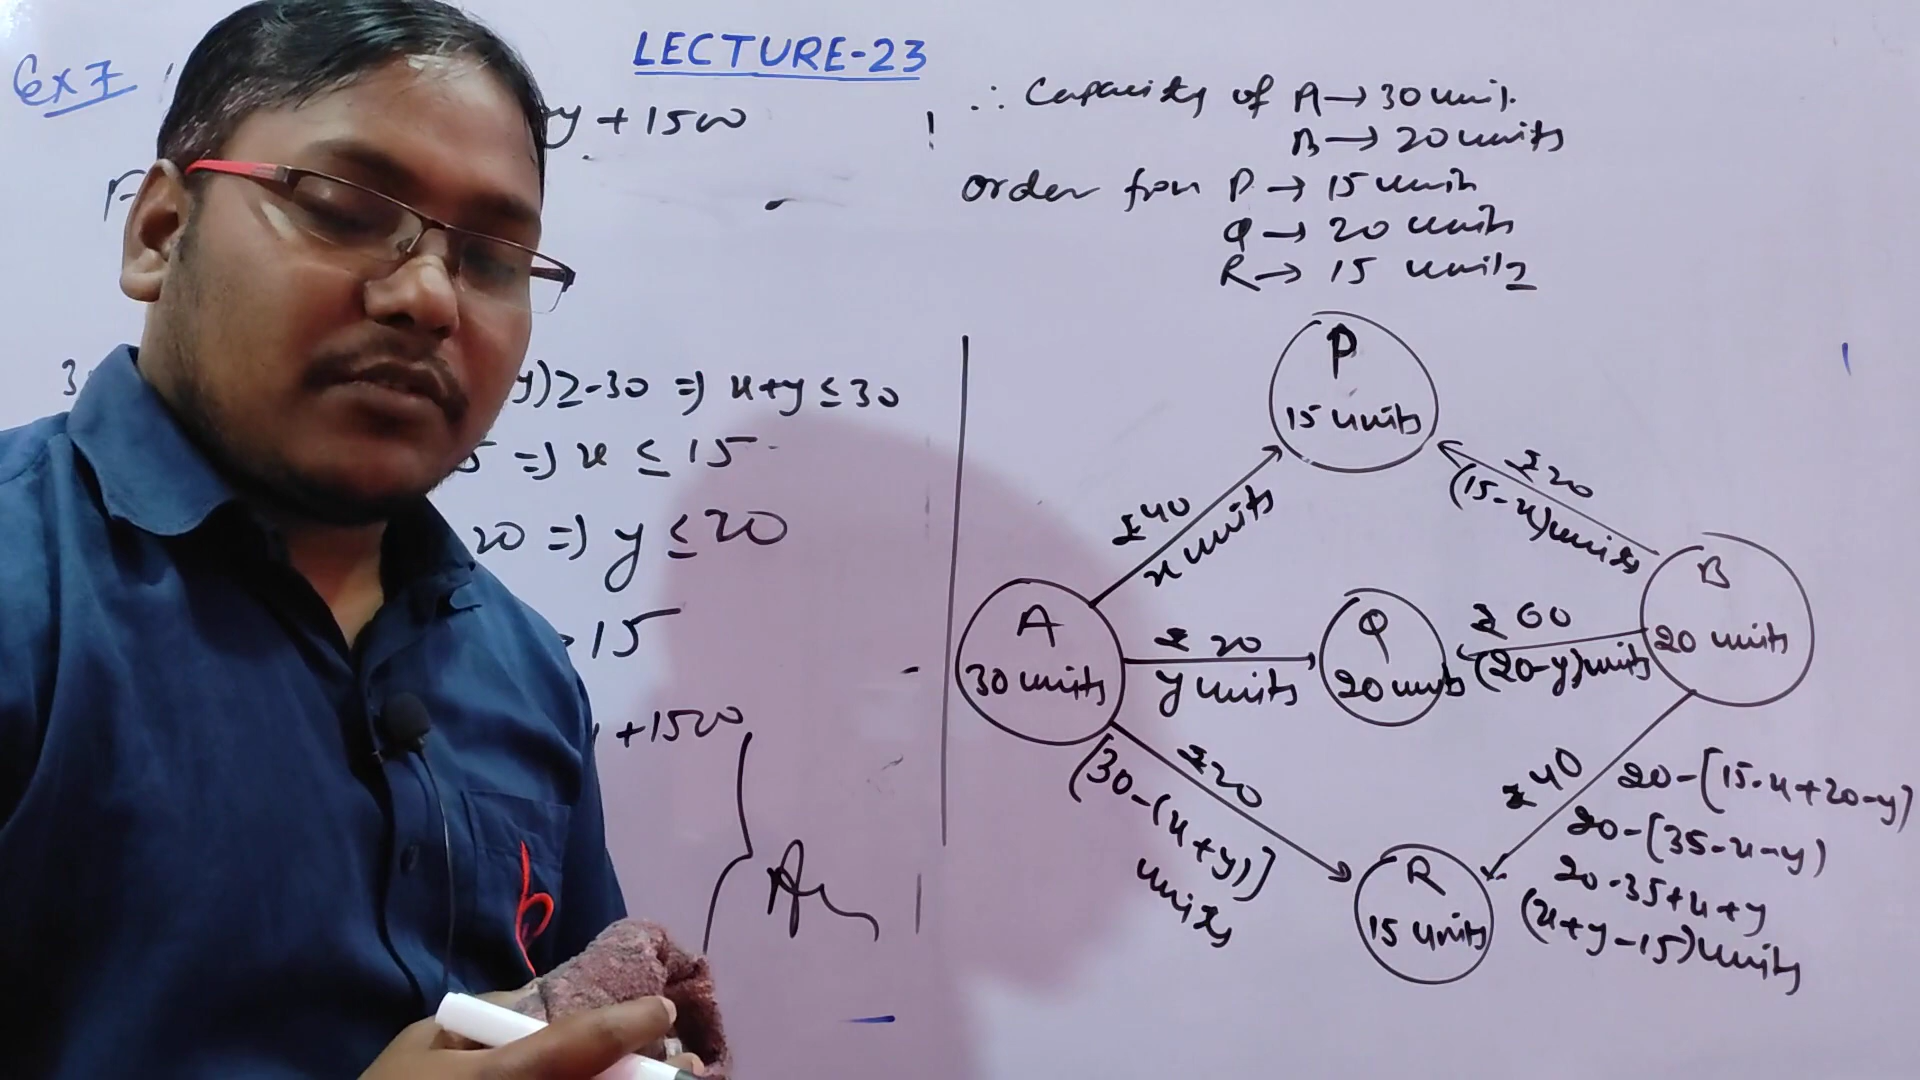 LECTURE-23
Ex 7
y + 1500
∴ Capacity of A → 30 unit.
B → 20 units
order from P → 15 unit
Q → 20 units
R → 15 units
y) ≥ -30 ⇒ x+y ≤ 30
5 ⇒ x ≤ 15
20 ⇒ y ≤ 20
15
+1500
P
15 units
₹ 40
x units
₹ 20
(15-x) units
A
30 units
₹ 20
y units
Q
20 units
₹ 60
(20-y) units
B
20 units
₹ 20
[30-(x+y)]
units
₹ 40
20-[15-x+20-y]
20-(35-x-y)
20-35+x+y
(x+y-15) units
R
15 units